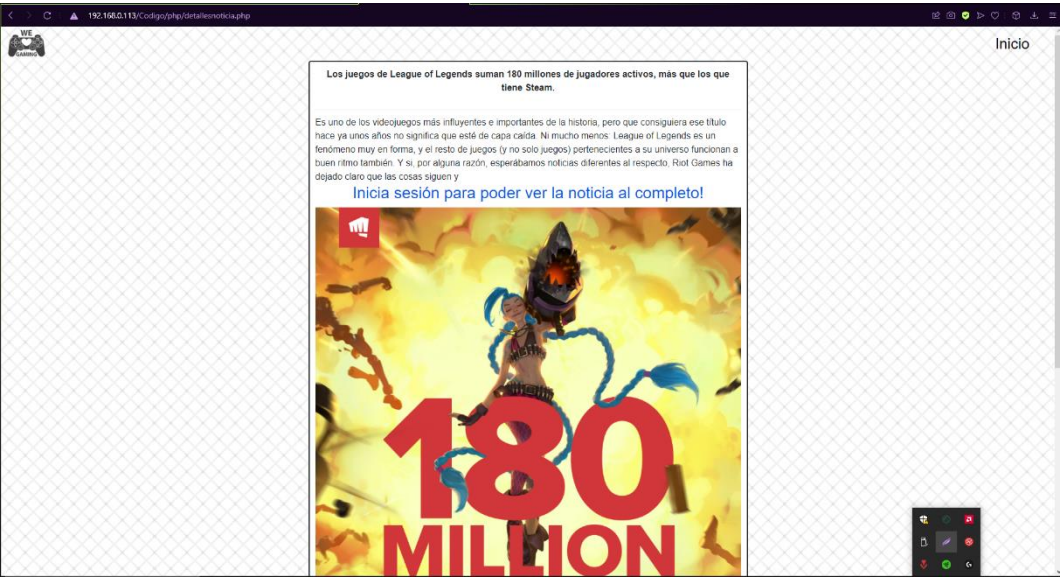 192.168.0.113/Codigo/php/detallesnoticia.php
WE
GAMING
Inicio
Los juegos de League of Legends suman 180 millones de jugadores activos, más que los que
tiene Steam.
Es uno de los videojuegos más influyentes e importantes de la historia, pero que consiguiera ese título
hace ya unos años no significa que esté de capa caída. Ni mucho menos: League of Legends es un
fenómeno muy en forma, y el resto de juegos (y no solo juegos) pertenecientes a su universo funcionan a
buen ritmo también. Y si, por alguna razón, esperábamos noticias diferentes al respecto, Riot Games ha
dejado claro que las cosas siguen y
Inicia sesión para poder ver la noticia al completo!
180
MILLION